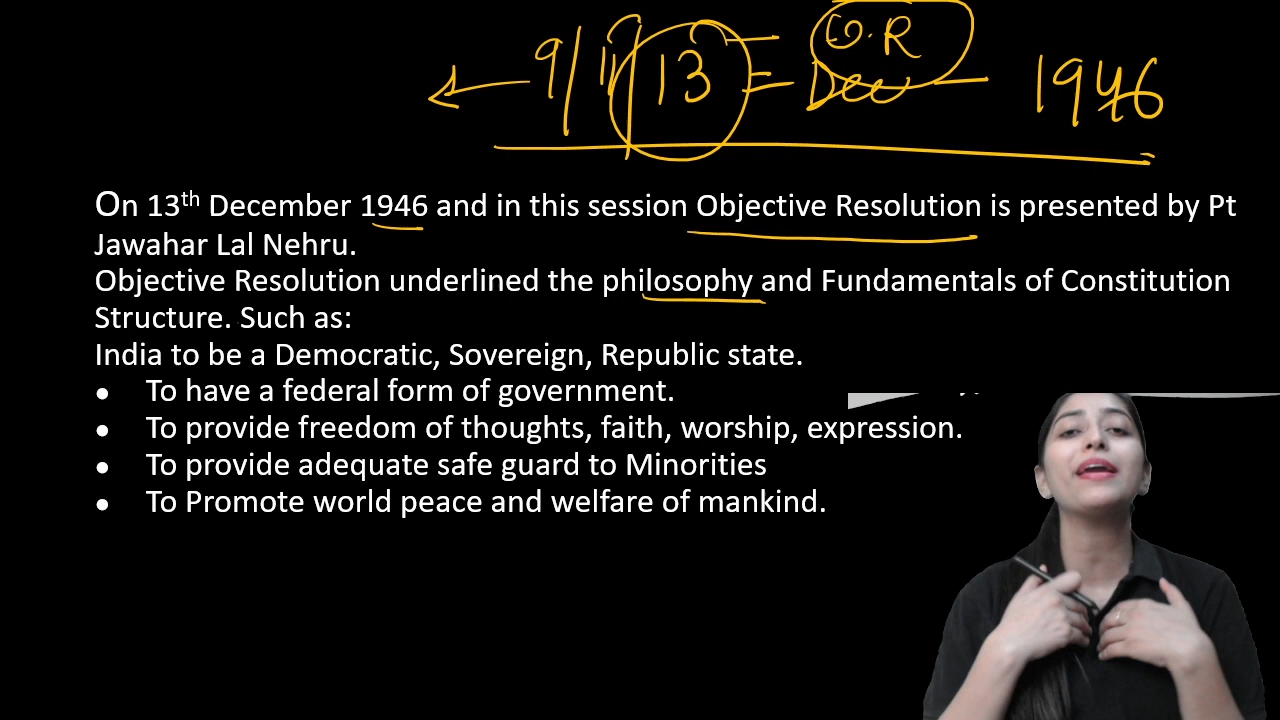 O.R
9/11/13 = Dec - 1946
On 13th December 1946 and in this session Objective Resolution is presented by Pt
Jawahar Lal Nehru.
Objective Resolution underlined the philosophy and Fundamentals of Constitution
Structure. Such as:
India to be a Democratic, Sovereign, Republic state.
• To have a federal form of government.
• To provide freedom of thoughts, faith, worship, expression.
• To provide adequate safe guard to Minorities
• To Promote world peace and welfare of mankind.